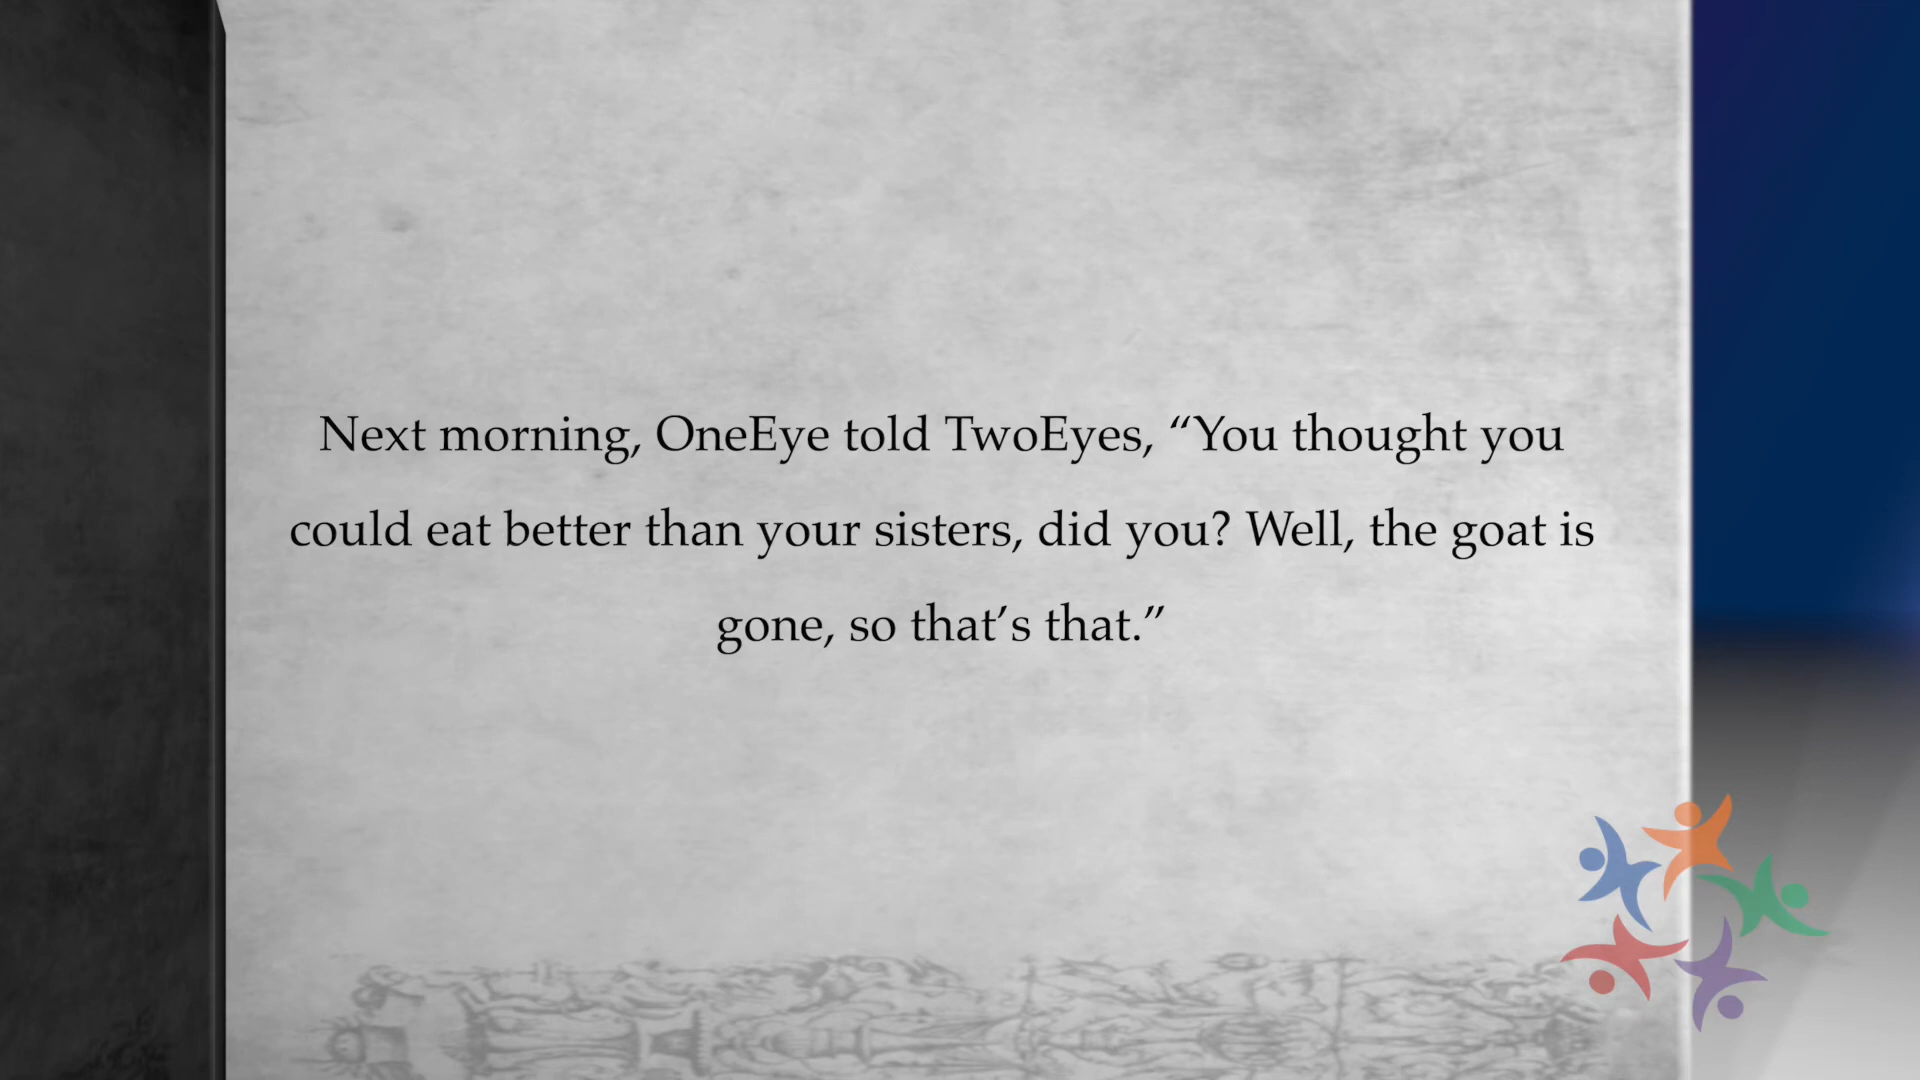 Next morning, OneEye told TwoEyes, “You thought you
could eat better than your sisters, did you? Well, the goat is
gone, so that’s that.”